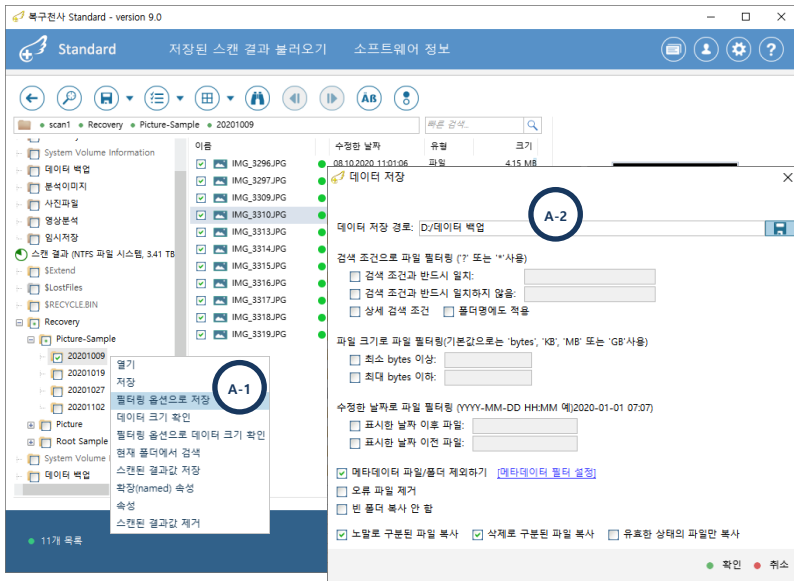 복구천사 Standard - version 9.0
Standard 저장된 스캔 결과 불러오기 소프트웨어 정보
scan1 Recovery Picture-Sample 20201009
빠른 검색...
System Volume Information
데이터 백업
분석이미지
사진파일
영상분석
임시저장
스캔 결과 (NTFS 파일 시스템, 3.41 TB
$Extend
$LostFiles
$RECYCLE.BIN
Recovery
Picture-Sample
20201009
20201019
20201027
20201102
Picture
Root Sample
System Volume I
데이터 백업
이름 수정한 날짜 유형 크기
IMG_3296.JPG 08.10.2020 11:01:06 파일 4.15 MB
IMG_3297.JPG
IMG_3309.JPG
IMG_3310.JPG
IMG_3313.JPG
IMG_3314.JPG
IMG_3315.JPG
IMG_3316.JPG
IMG_3317.JPG
IMG_3318.JPG
IMG_3319.JPG
열기
저장
필터링 옵션으로 저장
데이터 크기 확인
필터링 옵션으로 데이터 크기 확인
현재 폴더에서 검색
스캔된 결과값 저장
확장(named) 속성
속성
스캔된 결과값 제거
A-1
11개 목록
데이터 저장
A-2
데이터 저장 경로: D:/데이터 백업
검색 조건으로 파일 필터링 ('?' 또는 '*'사용)
검색 조건과 반드시 일치:
검색 조건과 반드시 일치하지 않음:
상세 검색 조건 폴더명에도 적용
파일 크기로 파일 필터링(기본값으로는 'bytes', 'KB', 'MB' 또는 'GB'사용)
최소 bytes 이상:
최대 bytes 이하:
수정한 날짜로 파일 필터링 (YYYY-MM-DD HH:MM 예)2020-01-01 07:07)
표시한 날짜 이후 파일:
표시한 날짜 이전 파일:
메타데이터 파일/폴더 제외하기 [메타데이터 필터 설정]
오류 파일 제거
빈 폴더 복사 안 함
노말로 구분된 파일 복사 삭제로 구분된 파일 복사 유효한 상태의 파일만 복사
확인 취소